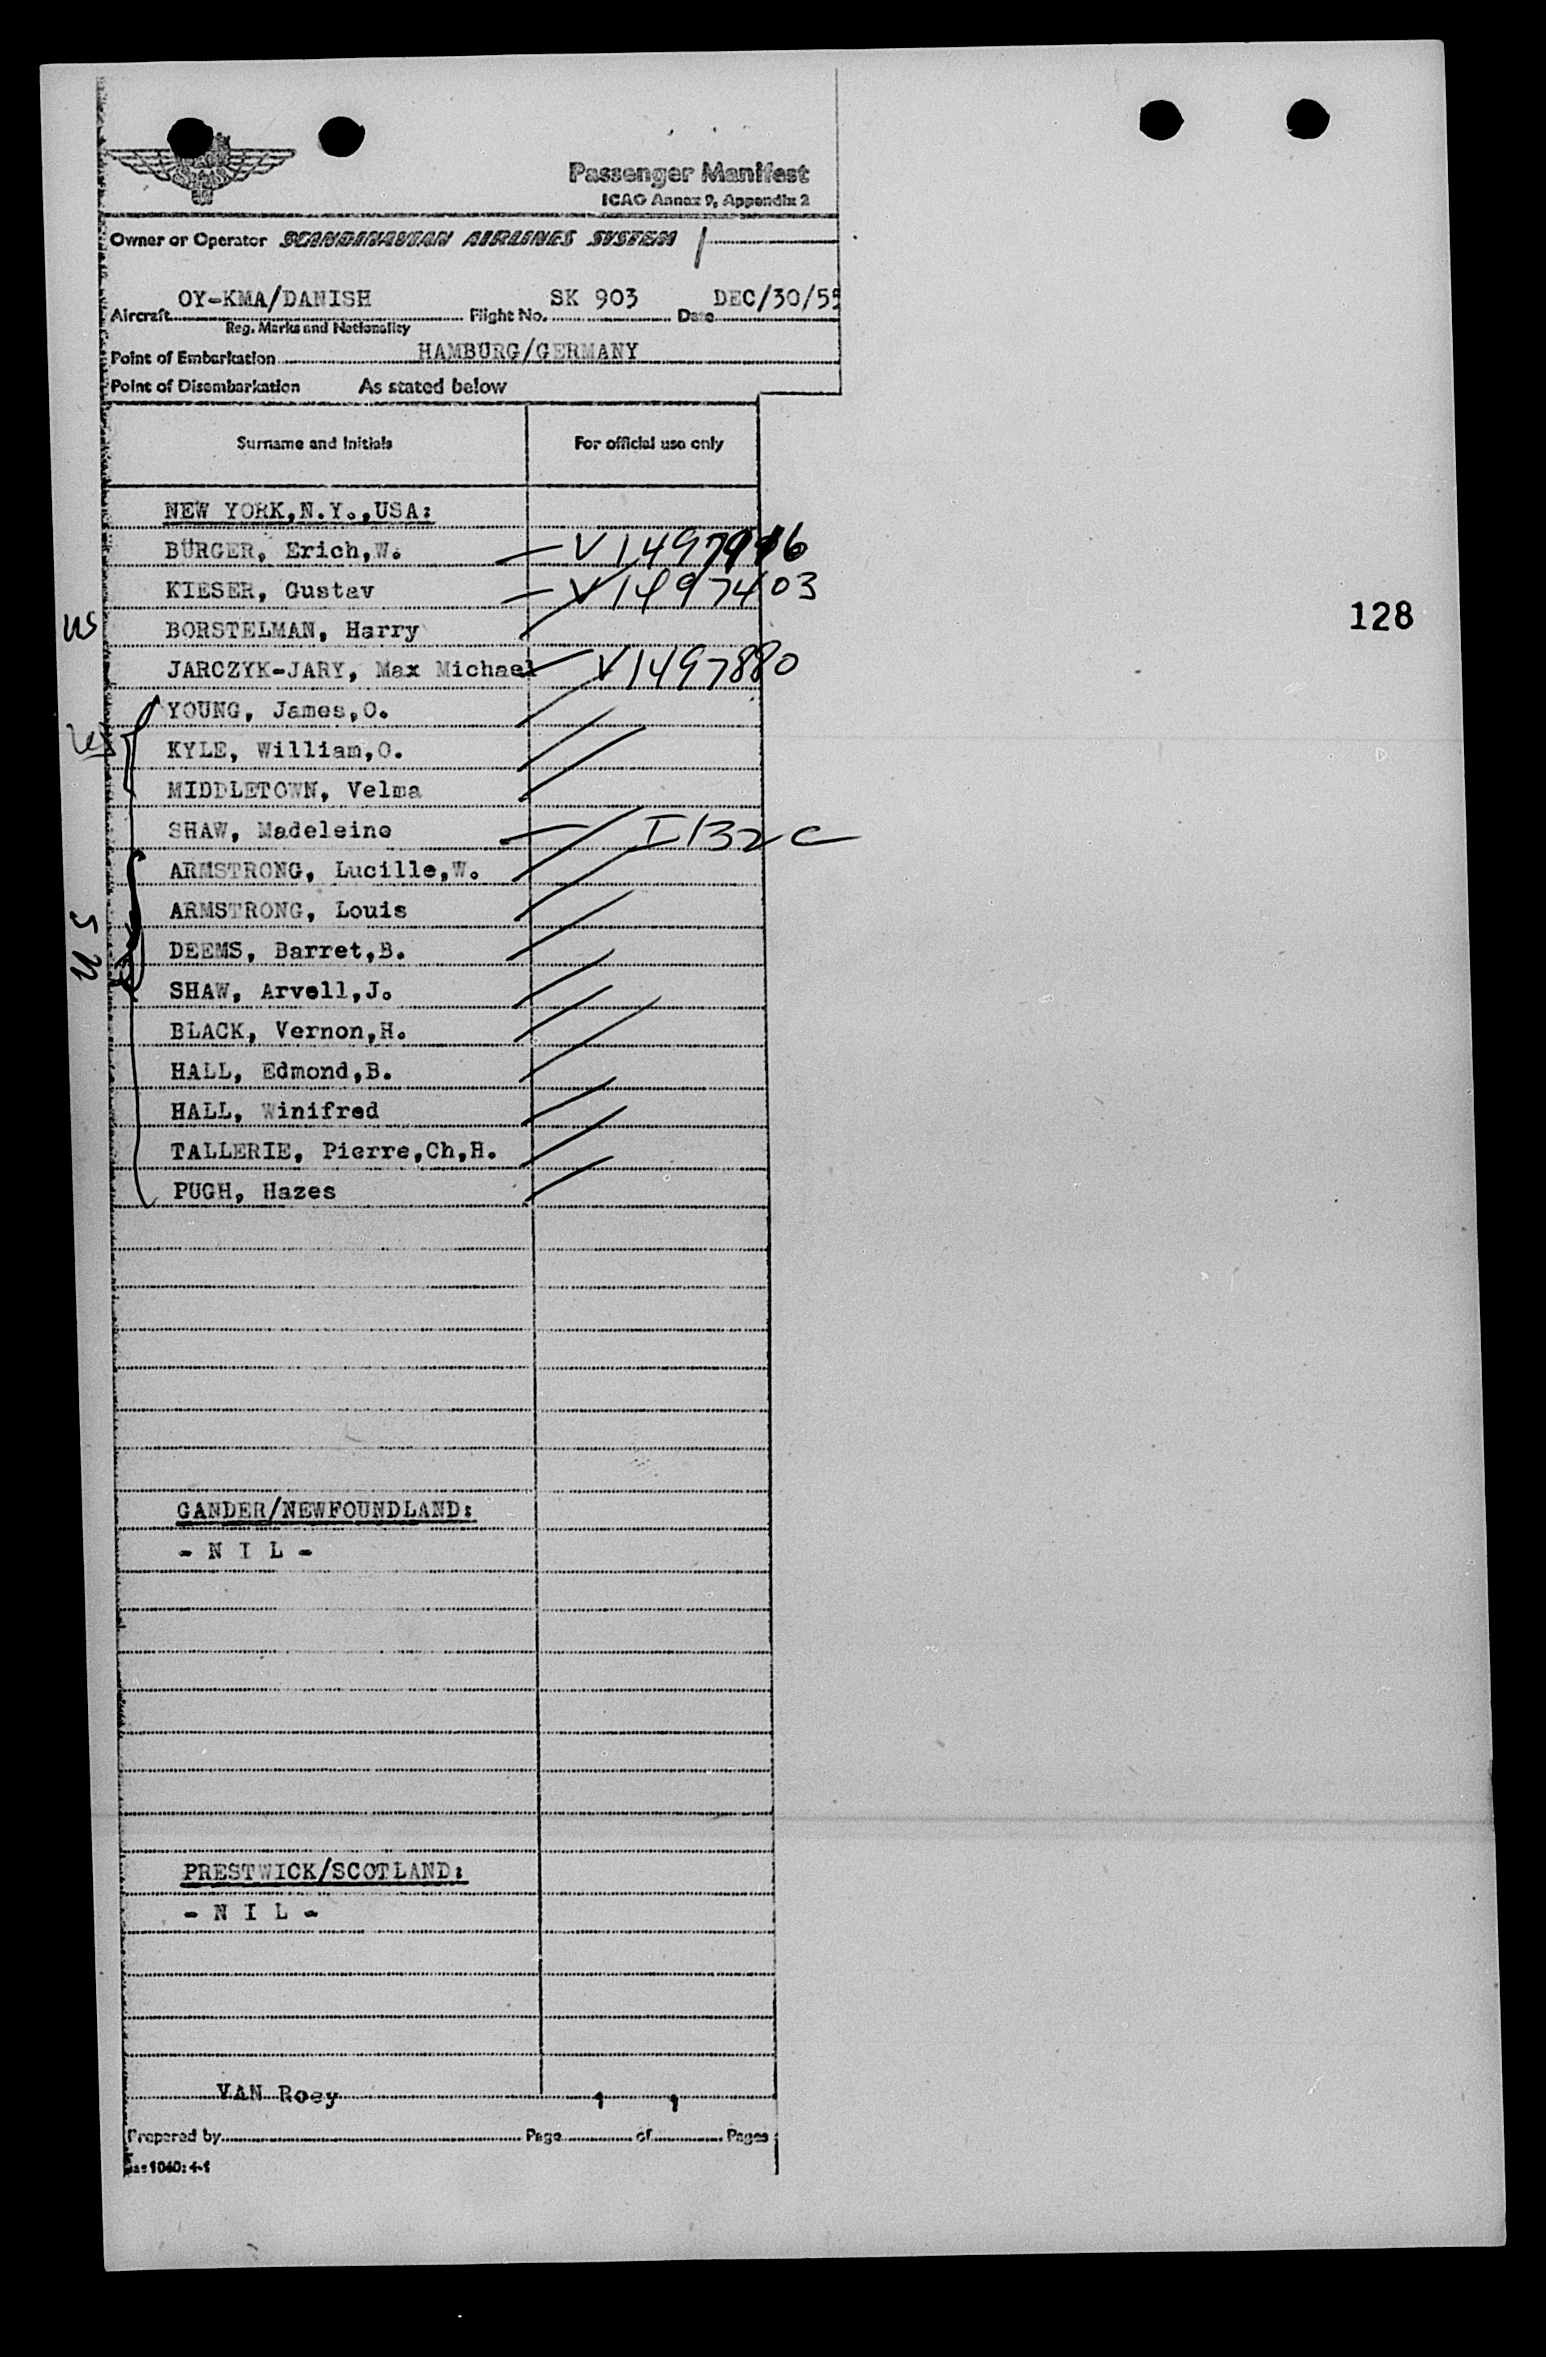 Passenger Manifest
ICAO Annex 9, Appendix 2
Owner or Operator SCANDINAVIAN AIRLINES SYSTEM
Aircraft OY-KMA/DANISH Flight No. SK 903 Date DEC/30/55
Reg. Marks and Nationality
Point of Embarkation HAMBURG/GERMANY
Point of Disembarkation As stated below
Surname and Initials For official use only
NEW YORK,N.Y.,USA:
BÜRGER, Erich,W.
KIESER, Gustav V1497403
128
US BORSTELMAN, Harry
JARCZYK-JARY, Max Michael V1497880
YOUNG, James,O.
KYLE, William,O.
MIDDLETOWN, Velma
SHAW, Madeleine I132C
ARMSTRONG, Lucille,W.
ARMSTRONG, Louis
US DEEMS, Barret,B.
SHAW, Arvell,J.
BLACK, Vernon,H.
HALL, Edmond,B.
HALL, Winifred
TALLERIE, Pierre,Ch,H.
PUGH, Hazes
GANDER/NEWFOUNDLAND:
- N I L -
PRESTWICK/SCOTLAND:
- N I L -
VAN Roey 1 1
Prepared by Page of Pages
1040: 4-1